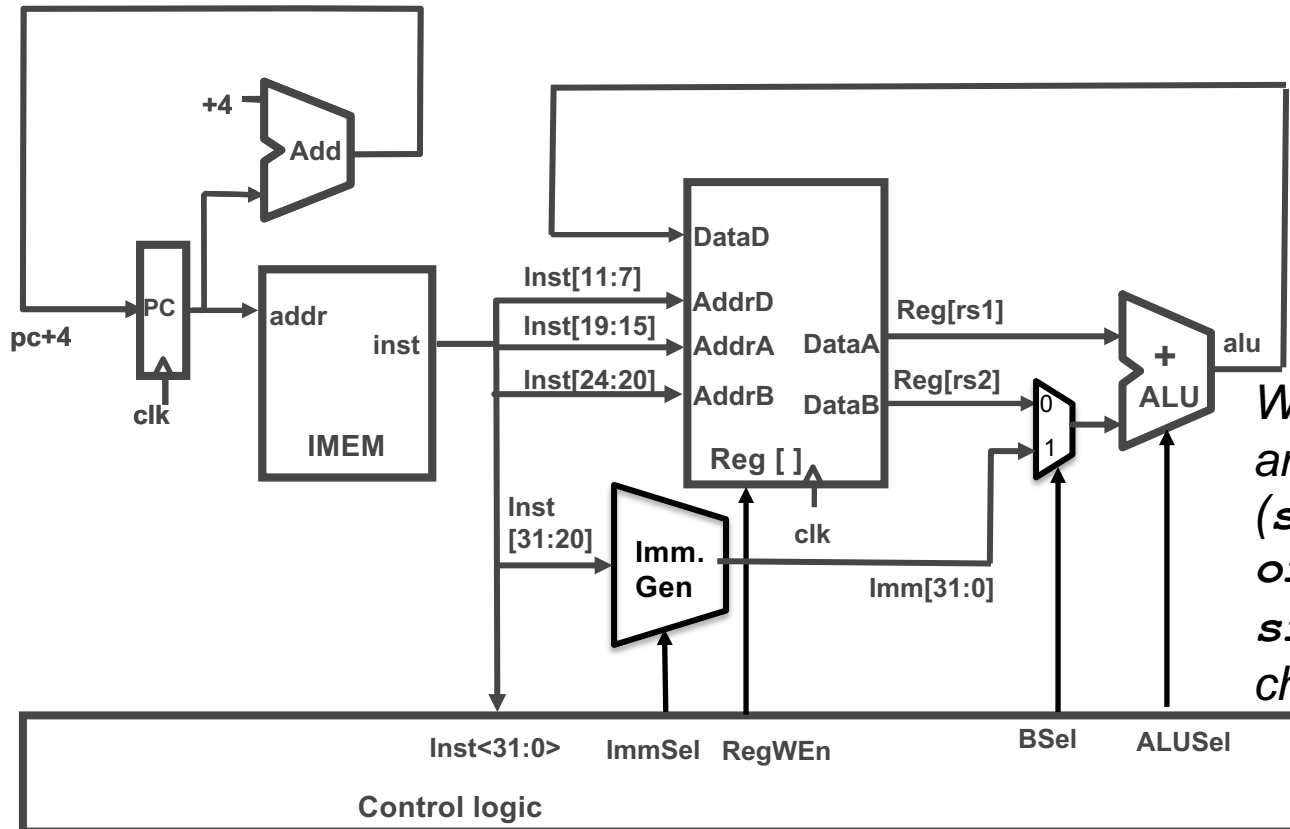 +4
Add
DataD
Inst[11:7]
AddrD
PC
addr
Reg[rs1]
Inst[19:15]
pc+4
inst
AddrA
DataA
+
alu
Inst[24:20]
Reg[rs2]
AddrB
DataB
0
ALU
clk
1
IMEM
Reg [ ]
Inst
[31:20]
clk
Imm.
Gen
Imm[31:0]
Inst<31:0>
ImmSel
RegWEn
BSel
ALUSel
Control logic